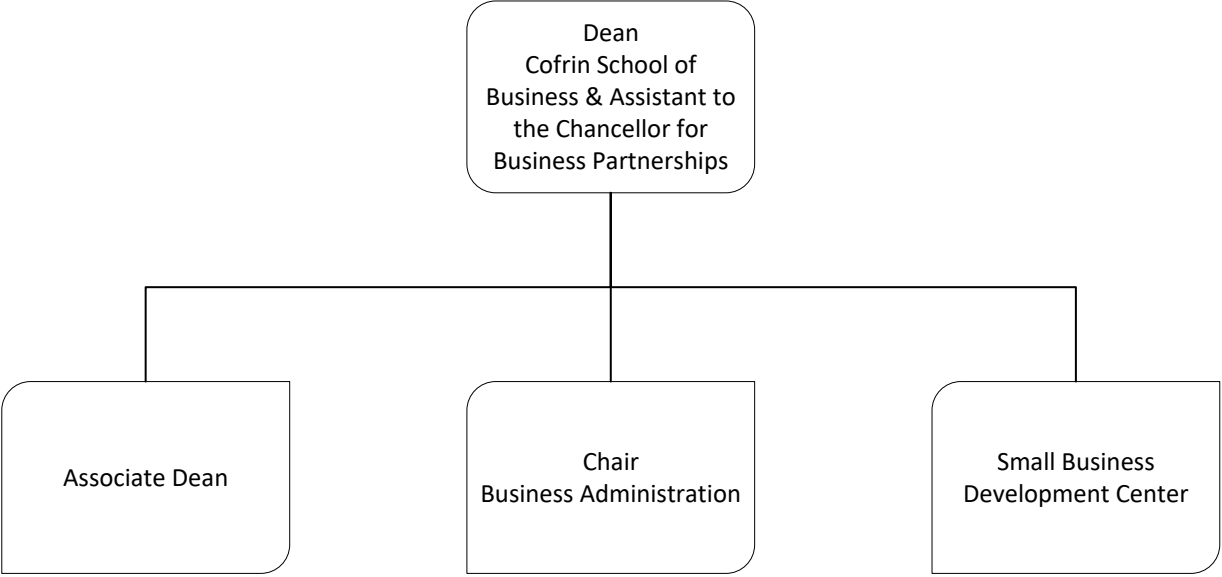 Dean
Cofrin School of
Business & Assistant to
the Chancellor for
Business Partnerships
Associate Dean
Chair
Business Administration
Small Business
Development Center